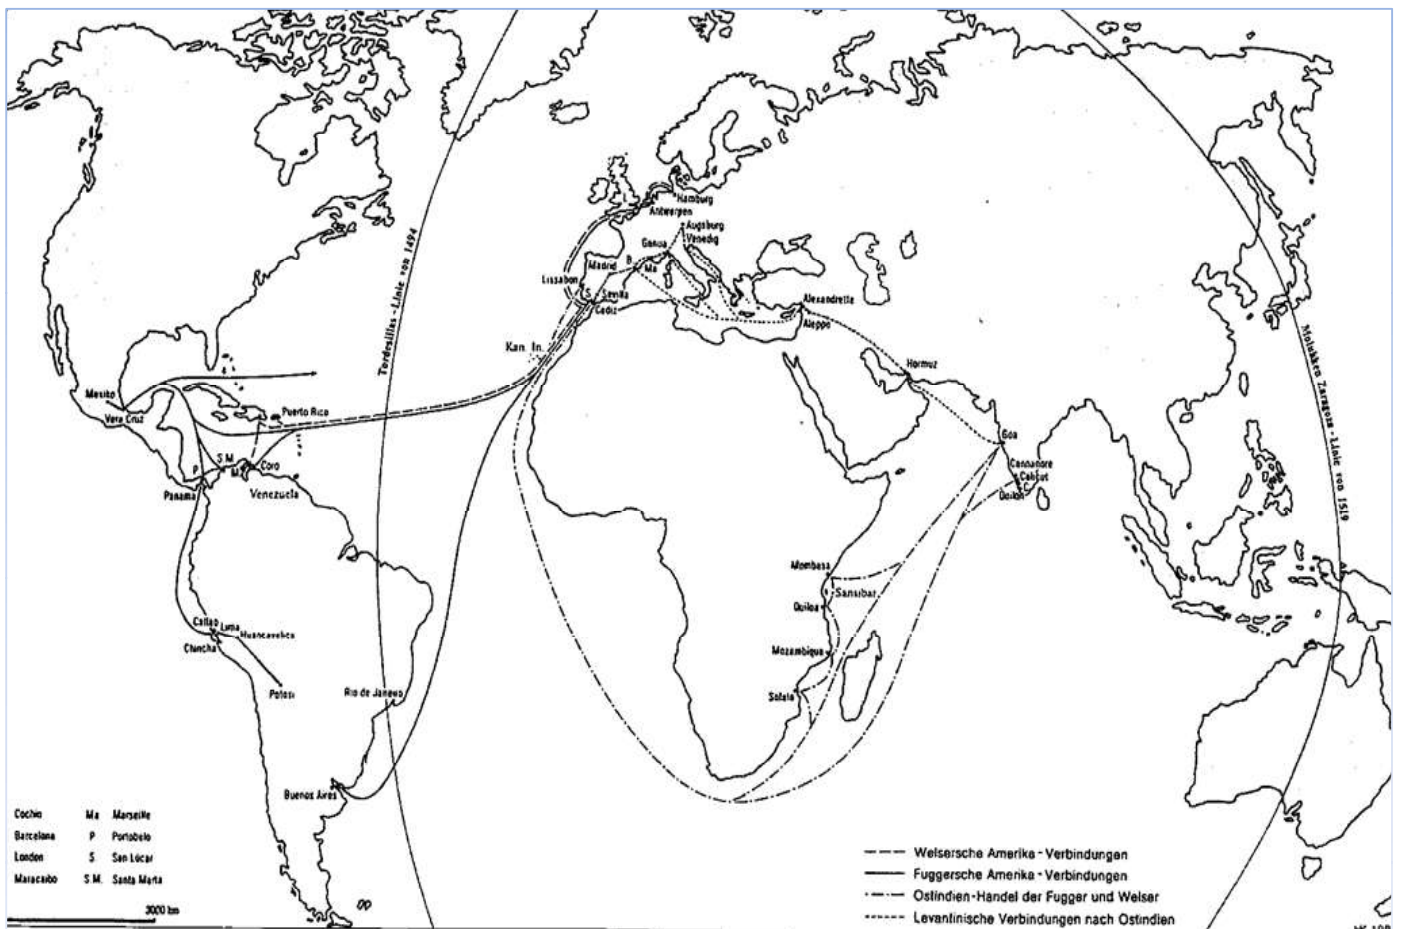 Hamburg
L
Antwerpen
Augsburg
Venedig
Genua
Madrid
B
Ma
Lissabon
S
Sevilla
Cadiz
Alexandretta
Aleppo
Tordesillas-Linie von 1494
Kan. In.
Hormuz
Molukken Zaragoza-Linie von 1519
Mexiko
Vera Cruz
Puerto Rico
Goa
S.M.
M
Coro
P
Cannanore
Calicut
C
Quilon
Panama
Venezuela
Mombasa
Sansibar
Quiloa
Callao
Lima
Huancavelica
Chincha
Mozambique
Potosi
Rio de Janeiro
Sofala
Buenos Aires
Cochin Ma Marseille
Barcelona P Portobelo
London S San Lucar
Maracaibo S.M. Santa Marta
3000 km
Welsersche Amerika-Verbindungen
Fuggersche Amerika-Verbindungen
Ostindien-Handel der Fugger und Welser
Levantinische Verbindungen nach Ostindien